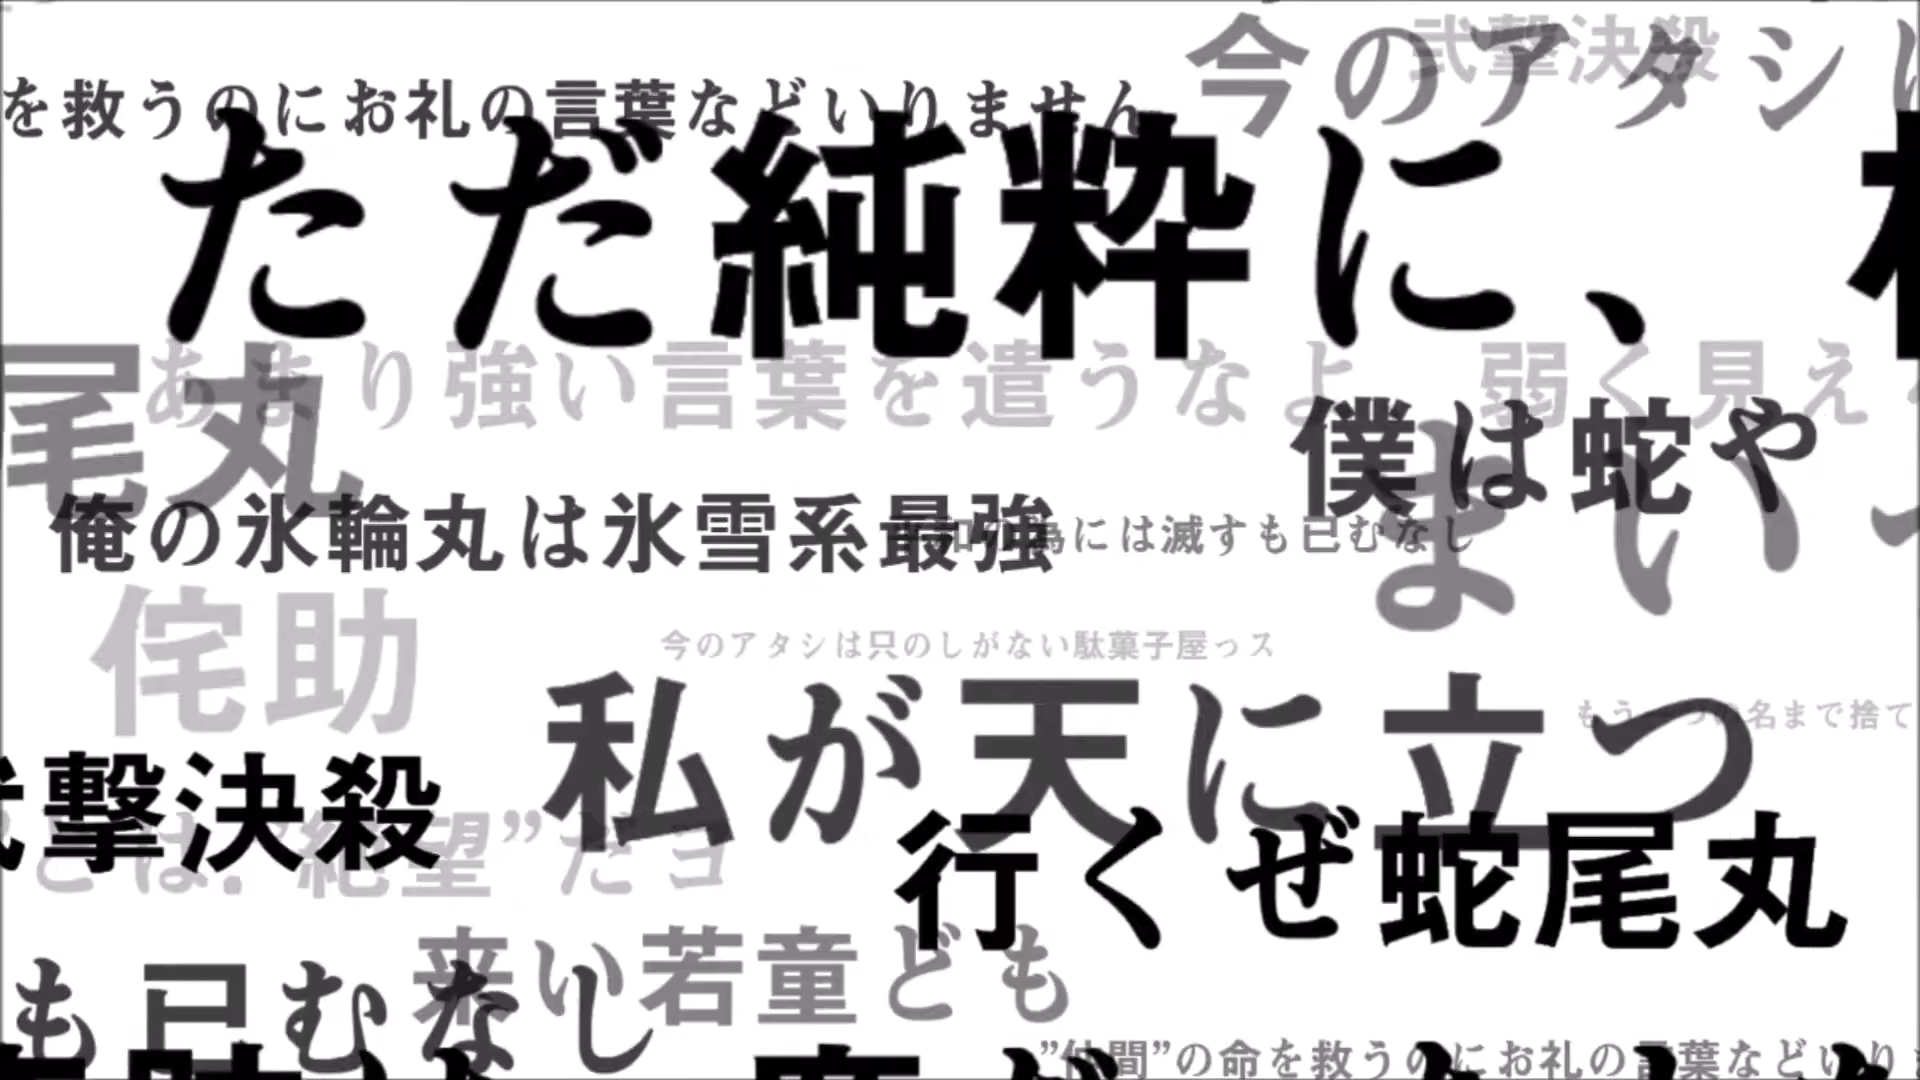 今のアタシ
弐撃決殺
を救うのにお礼の言葉などいりません
ただ純粋に、
あまり強い言葉を遣うなよ 弱く見え
尾丸
僕は蛇や
まい
俺の氷輪丸は氷雪系最強
には滅すも已むなし
侘助
今のアタシは只のしがない駄菓子屋っス
私が天に立つ
もう一つの名まで捨て
撃決殺
とは.“絶望”だヨ
行くぜ蛇尾丸
来い若童ども
も已むなし
”仲間”の命を救うのにお礼の言葉などいり